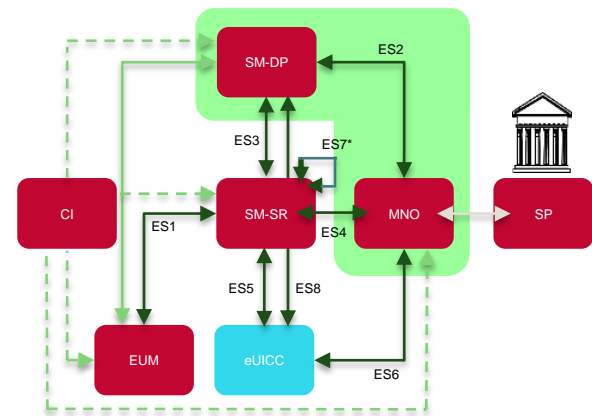 ES2
SM-DP
ES3
ES7*
CI
ES1
SM-SR
ES4
MNO
SP
ES5
ES8
EUM
eUICC
ES6